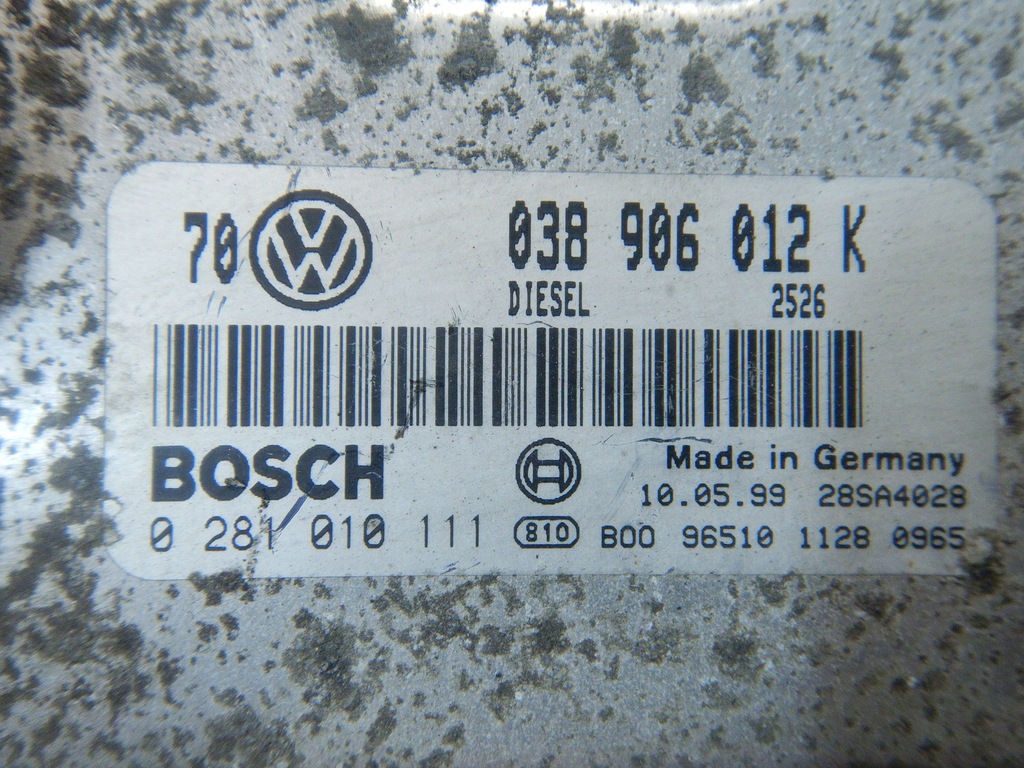 70 VW 038 906 012 K
DIESEL 2526
BOSCH Made in Germany
10.05.99 28SA4028
0 281 010 111 810 B00 96510 1128 0965